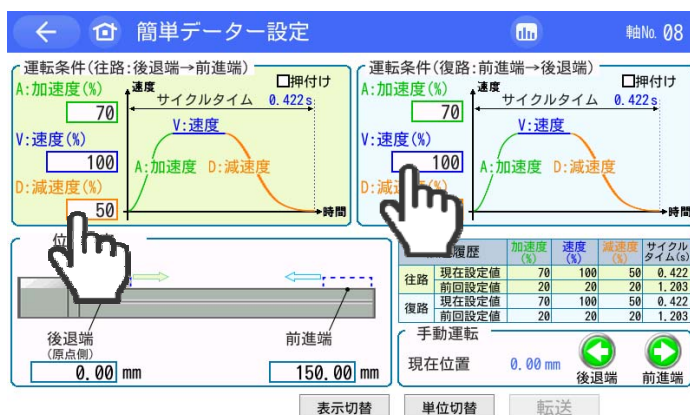 簡単データー設定
軸No. 08
運転条件(往路:後退端→前進端)
A:加速度(%)
70
V:速度(%)
100
D:減速度(%)
50
速度
押付け
サイクルタイム 0.422s
V:速度
A:加速度 D:減速度
時間
運転条件(復路:前進端→後退端)
A:加速度(%)
70
V:速度(%)
100
速度
押付け
サイクルタイム 0.422s
V:速度
A:加速度 D:減速度
時間
後退端
(原点側)
0.00 mm
前進端
150.00 mm
履歴 加速度(%) 速度(%) 減速度(%) サイクルタイム(s)
往路 現在設定値 70 100 50 0.422
前回設定値 20 20 20 1.203
復路 現在設定値 70 100 50 0.422
前回設定値 20 20 20 1.203
手動運転
現在位置 0.00 mm
後退端 前進端
表示切替 単位切替 転送